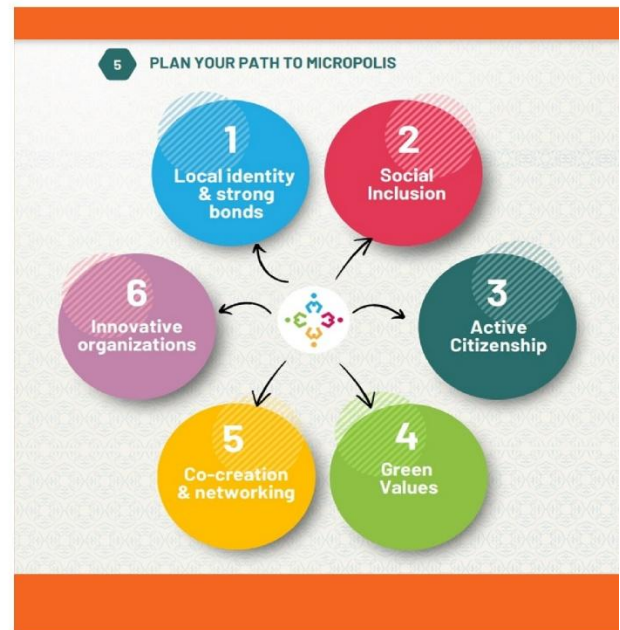 5
PLAN YOUR PATH TO MICROPOLIS
1
Local identity
& strong
bonds
2
Social
Inclusion
3
Active
Citizenship
4
Green
Values
5
Co-creation
& networking
6
Innovative
organizations